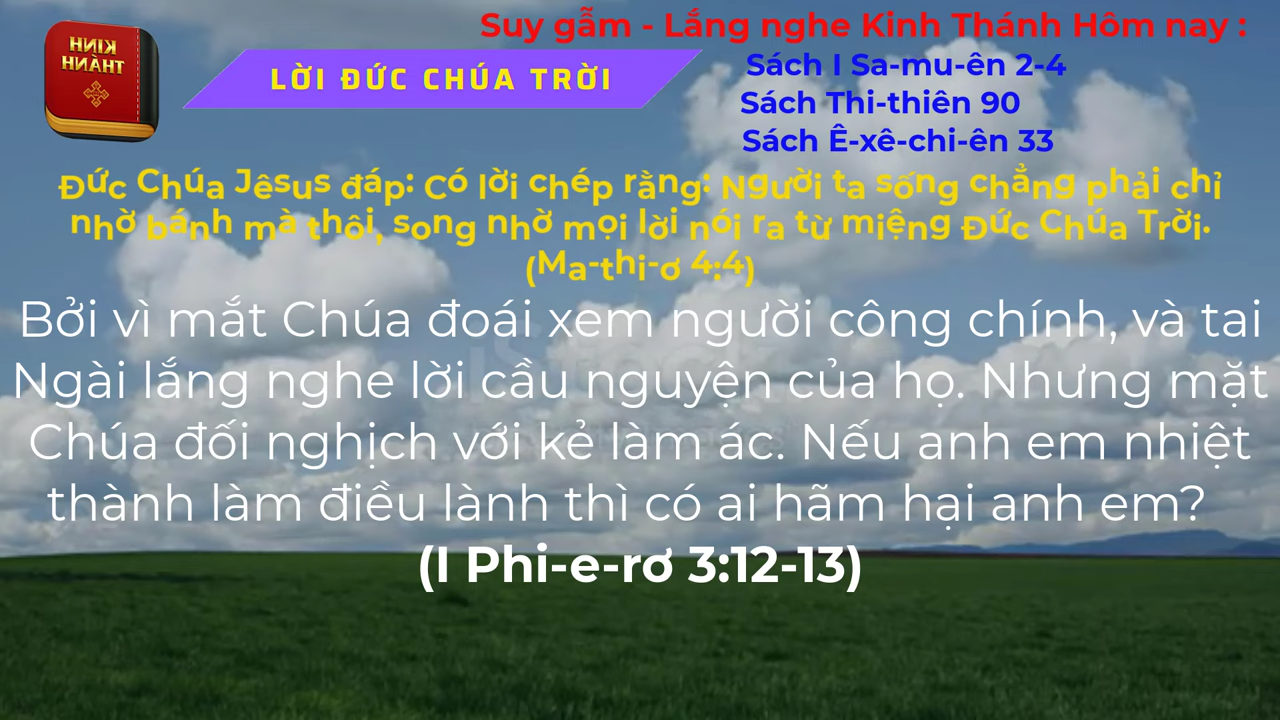 KINH
THÀNH
Suy gẫm - Lắng nghe Kinh Thánh Hôm nay :
LỜI ĐỨC CHÚA TRỜI
Sách I Sa-mu-ên 2-4
Sách Thi-thiên 90
Sách Ê-xê-chi-ên 33
Đức Chúa Jêsus đáp: Có lời chép rằng: Người ta sống chẳng phải chỉ
nhờ bánh mà thôi, song nhờ mọi lời nói ra từ miệng Đức Chúa Trời.
(Ma-thi-ơ 4:4)
Bởi vì mắt Chúa đoái xem người công chính, và tai
Ngài lắng nghe lời cầu nguyện của họ. Nhưng mặt
Chúa đối nghịch với kẻ làm ác. Nếu anh em nhiệt
thành làm điều lành thì có ai hãm hại anh em?
(I Phi-e-rơ 3:12-13)